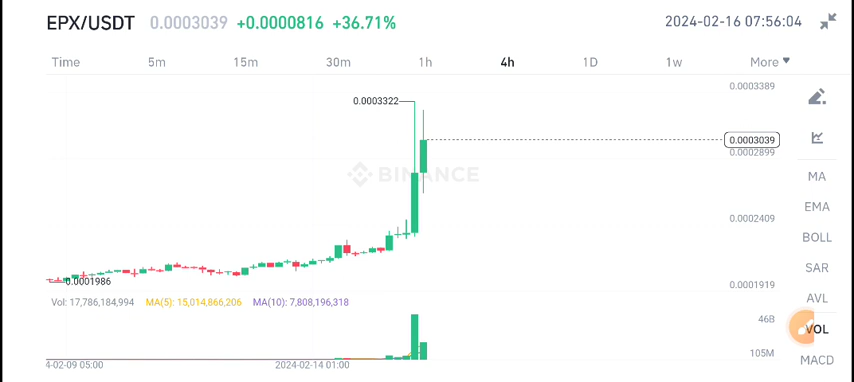 EPX/USDT 0.0003039 +0.0000816 +36.71% 2024-02-16 07:56:04
Time 5m 15m 30m 1h 4h 1D 1w More
0.0003389
0.0003322
0.0003039
0.0002899
BINANCE
MA
EMA
0.0002409
BOLL
SAR
0.0001986
0.0001919
AVL
Vol: 17,786,184,994 MA(5): 15,014,866,206 MA(10): 7,808,196,318
46B
VOL
105M
MACD
4-02-09 05:00 2024-02-14 01:00